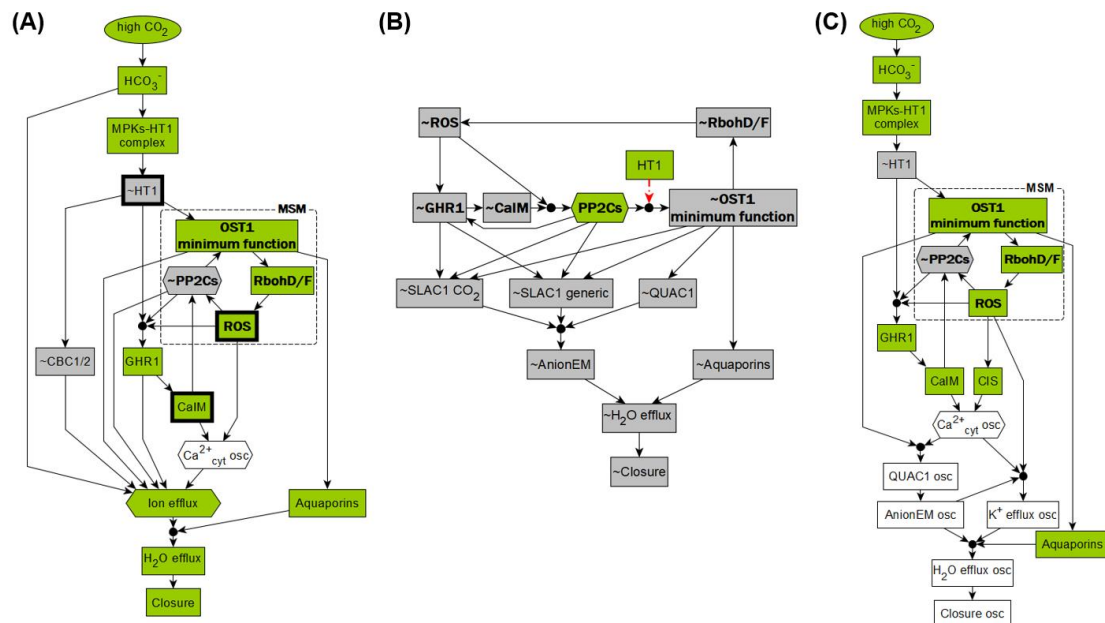 (A)
high CO2
HCO3−
MPKs-HT1
complex
~HT1
MSM
OST1
minimum function
~PP2Cs
RbohD/F
ROS
~CBC1/2
GHR1
CaIM
Ca2+cyt osc
Ion efflux
Aquaporins
H2O efflux
Closure
(B)
~ROS
~RbohD/F
HT1
~GHR1
~CaIM
PP2Cs
~OST1
minimum function
~SLAC1 CO2
~SLAC1 generic
~QUAC1
~AnionEM
~Aquaporins
~H2O efflux
~Closure
(C)
high CO2
HCO3−
MPKs-HT1
complex
~HT1
MSM
OST1
minimum function
~PP2Cs
RbohD/F
ROS
GHR1
CaIM
CIS
Ca2+cyt osc
QUAC1 osc
AnionEM osc
K+ efflux osc
Aquaporins
H2O efflux osc
Closure osc